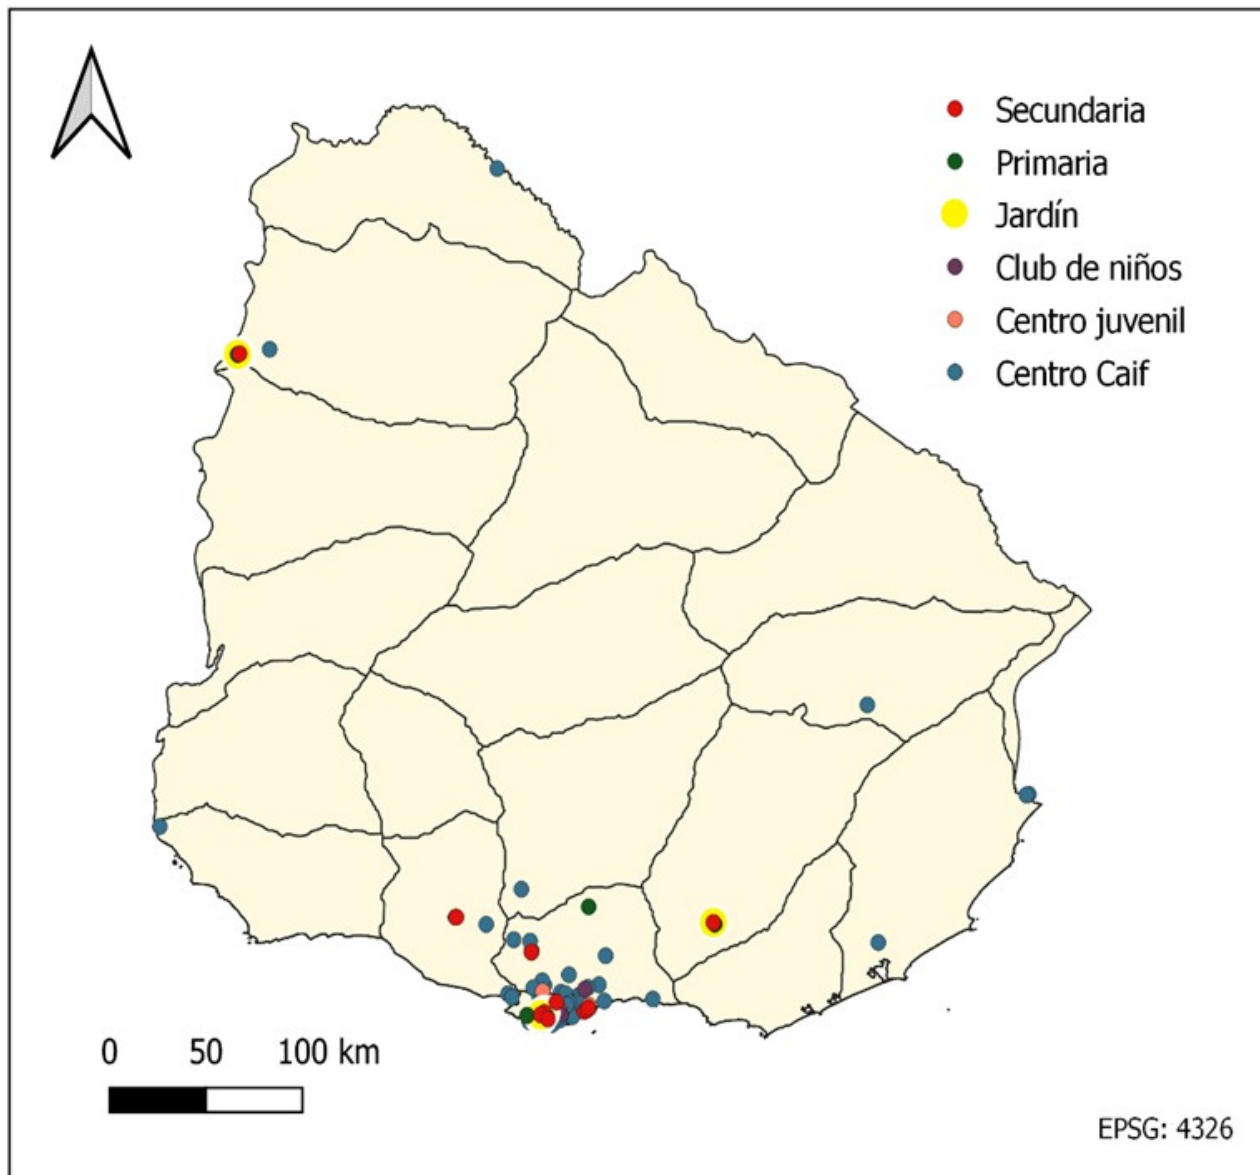 Secundaria
Primaria
Jardín
Club de niños
Centro juvenil
Centro Caif
0 50 100 km
EPSG: 4326